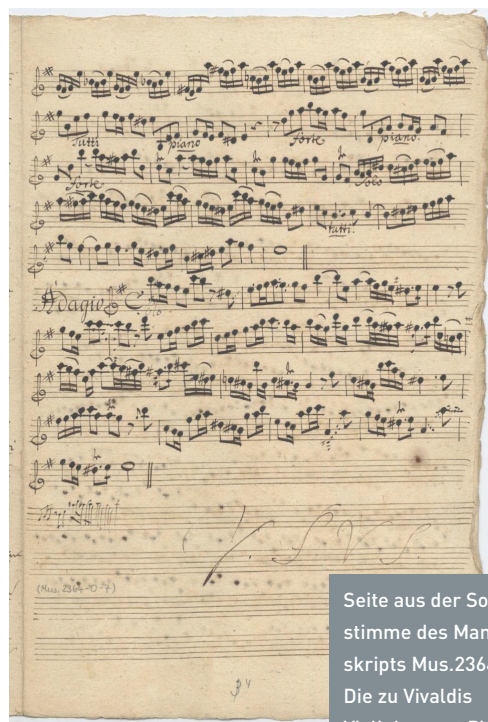 Tutti piano forte piano.
forte Solo
tutti.
Adagio
(Mus. 2364-O-7)
Seite aus der So
stimme des Man
skripts Mus.2364
Die zu Vivaldis